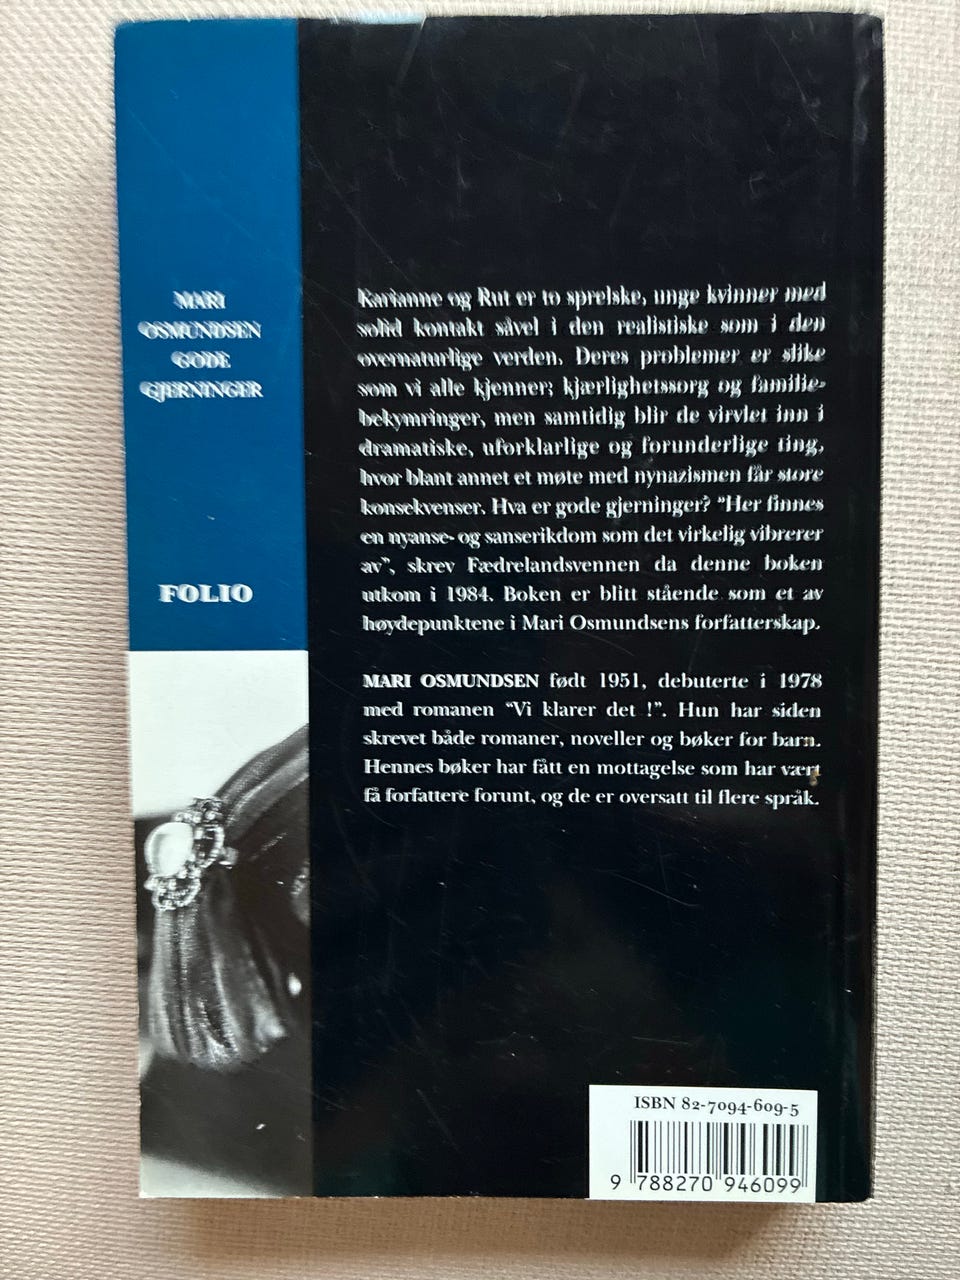 MARI
OSMUNDSEN
GODE
GJERNINGER
FOLIO
Karianne og Rut er to sprelske, unge kvinner med
solid kontakt såvel i den realistiske som i den
overnaturlige verden. Deres problemer er slike
som vi alle kjenner; kjærlighetssorg og familie-
bekymringer, men samtidig blir de virvlet inn i
dramatiske, uforklarlige og forunderlige ting,
hvor blant annet et møte med nynazismen får store
konsekvenser. Hva er gode gjerninger? "Her finnes
en nyanse- og sanserikdom som det virkelig vibrerer
av", skrev Fædrelandsvennen da denne boken
utkom i 1984. Boken er blitt stående som et av
høydepunktene i Mari Osmundsens forfatterskap.
MARI OSMUNDSEN født 1951, debuterte i 1978
med romanen "Vi klarer det !". Hun har siden
skrevet både romaner, noveller og bøker for barn.
Hennes bøker har fått en mottagelse som har vært
få forfattere forunt, og de er oversatt til flere språk.
ISBN 82-7094-609-5
9 788270 946099